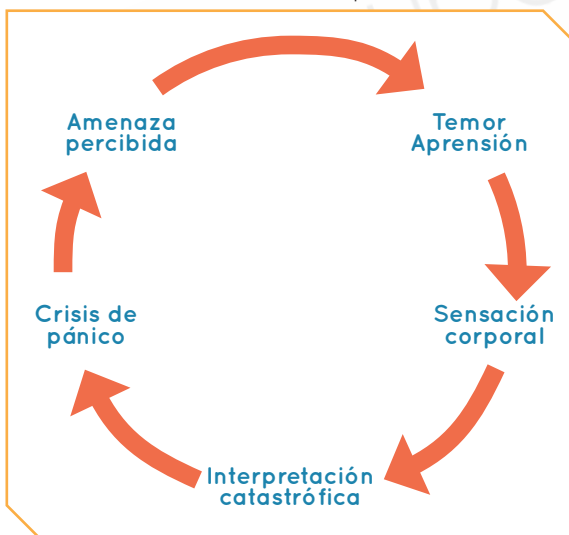 Amenaza
percibida
Temor
Aprensión
Sensación
corporal
Interpretación
catastrófica
Crisis de
pánico